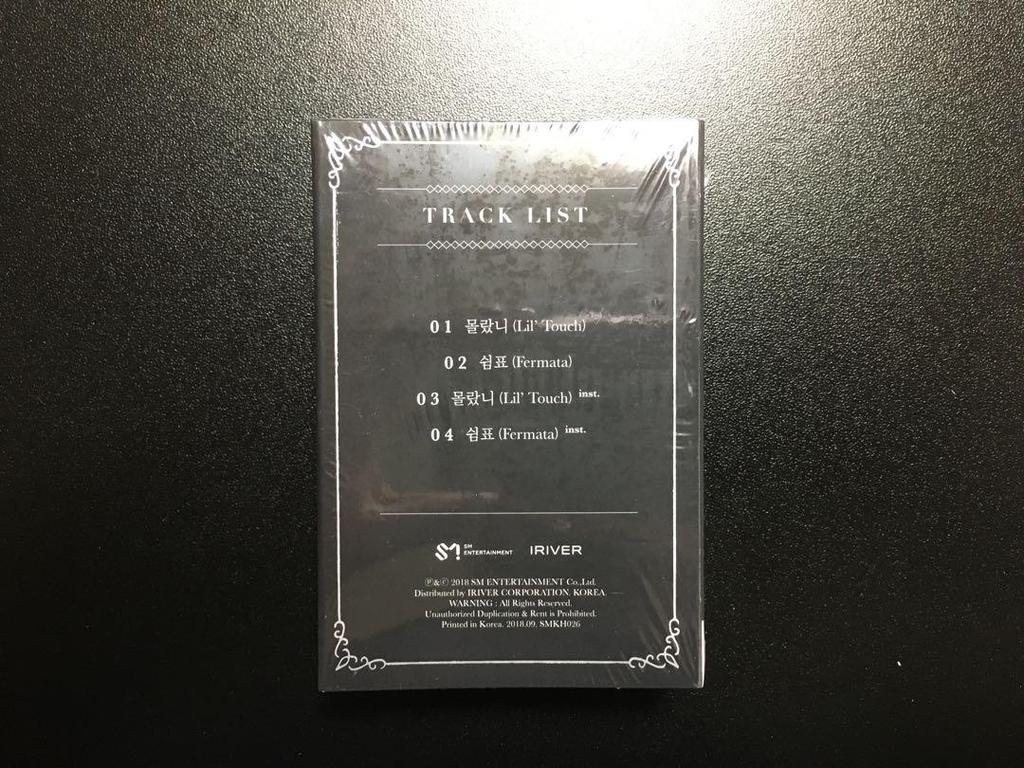 TRACK LIST
01 몰랐니 (Lil' Touch)
02 쉼표 (Fermata)
03 몰랐니 (Lil' Touch) inst.
04 쉼표 (Fermata) inst.
SM ENTERTAINMENT IRIVER
Ⓟ&Ⓒ 2018 SM ENTERTAINMENT Co.,Ltd.
Distributed by IRIVER CORPORATION. KOREA
WARNING : All Rights Reserved.
Unauthorized Duplication & Rent is Prohibited.
Printed in Korea. 2018.09. SMKH026